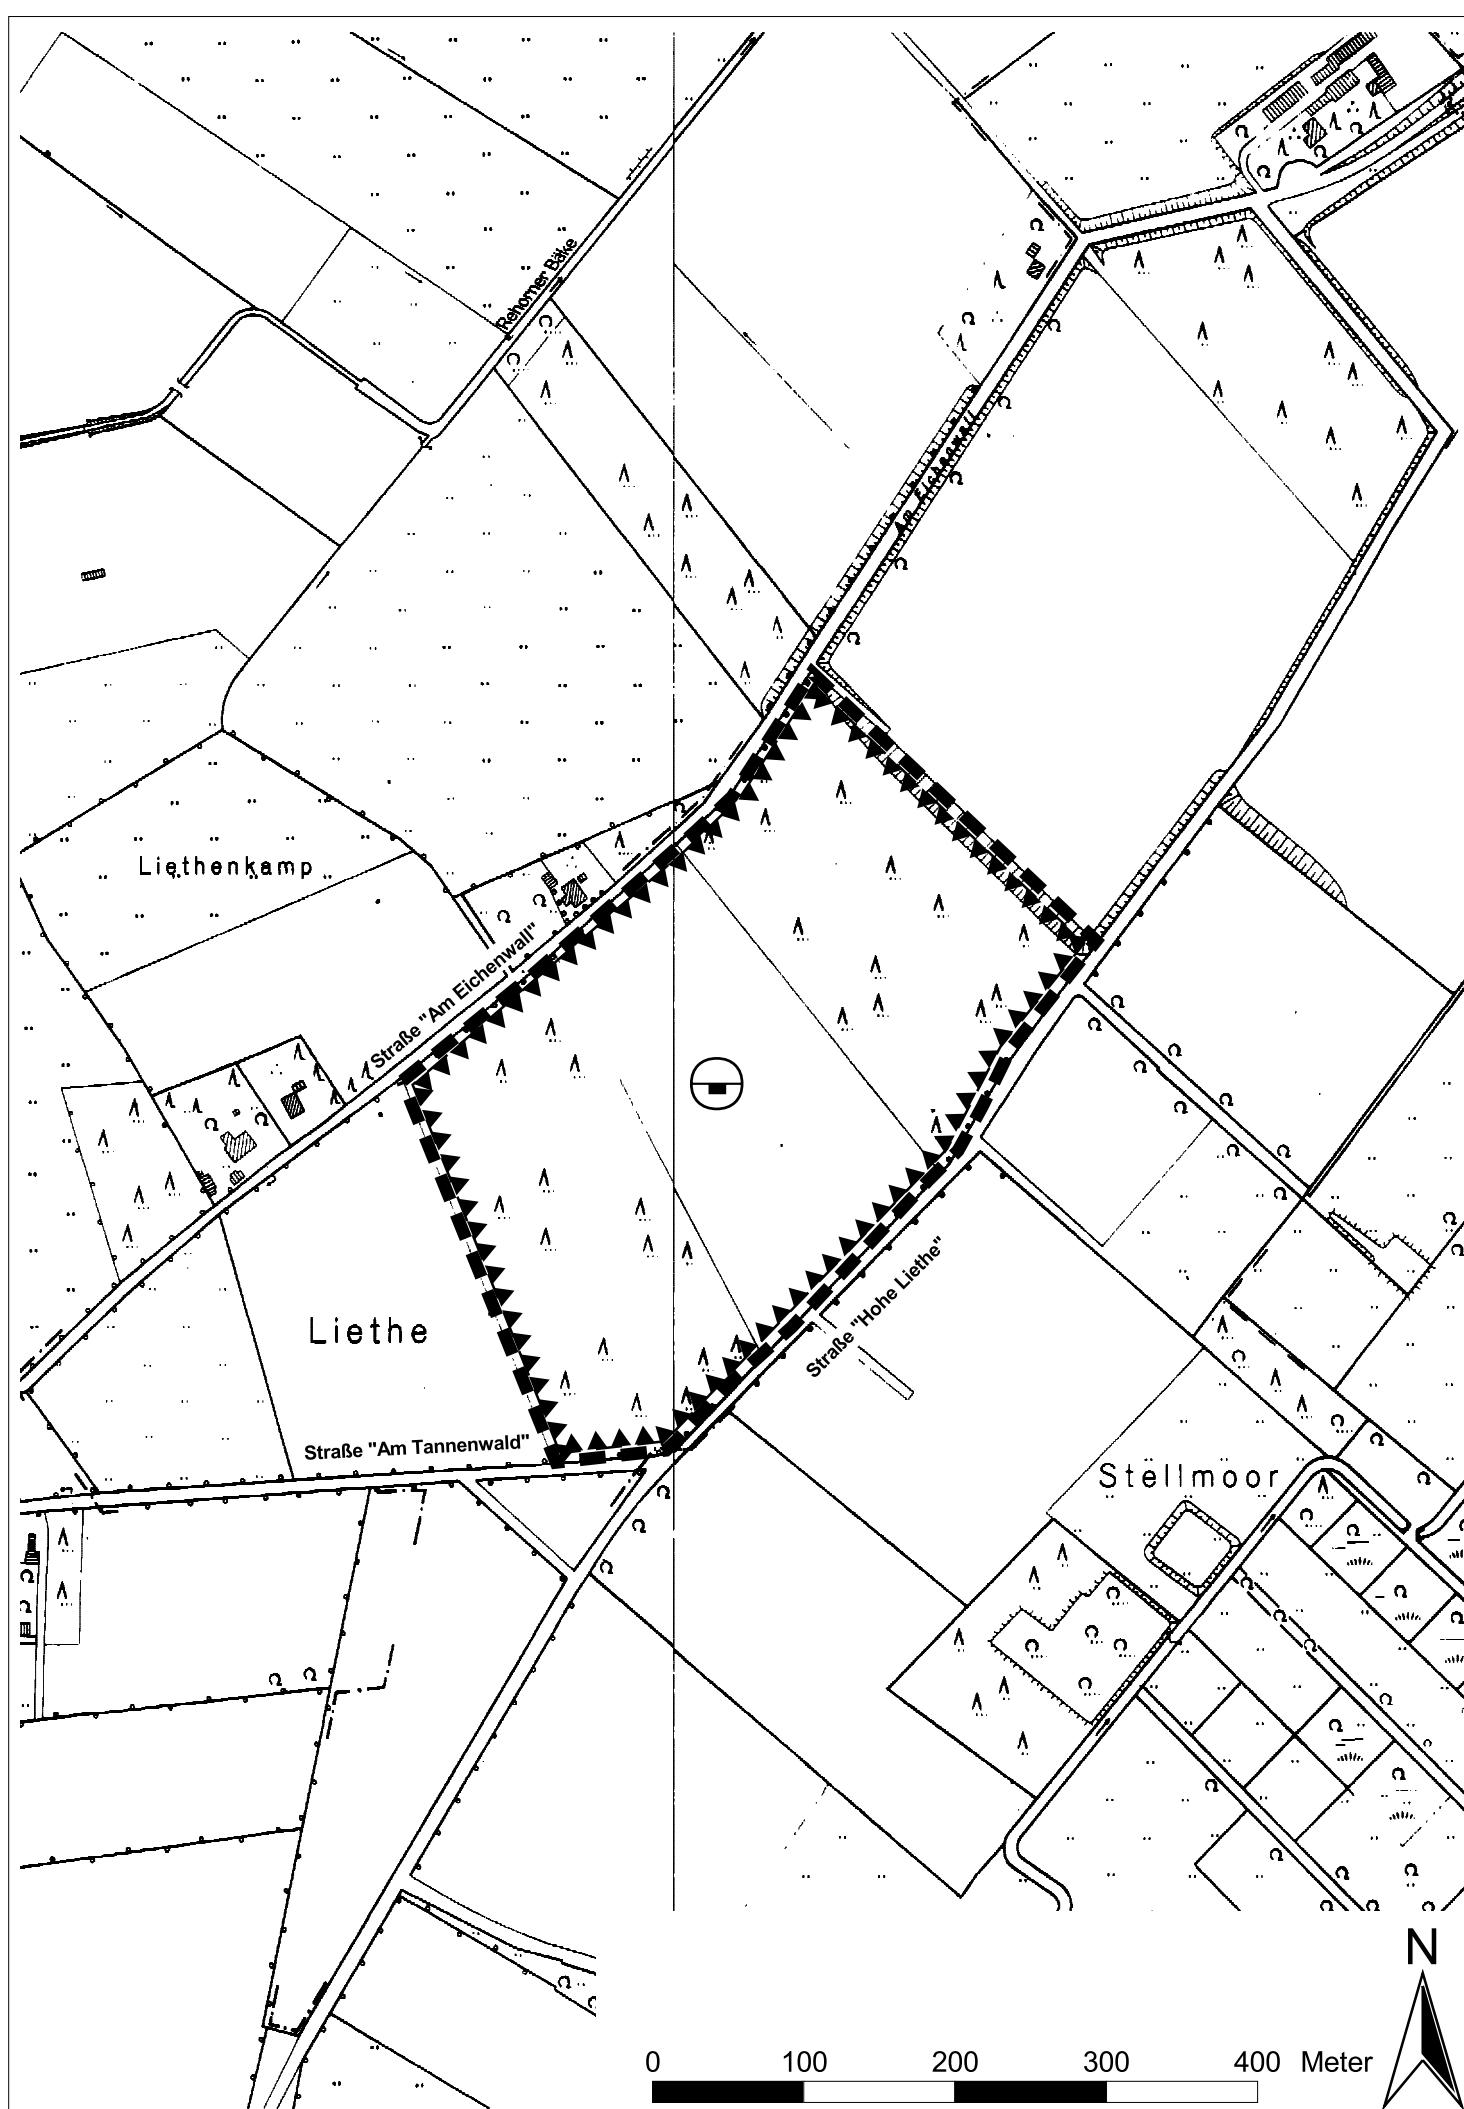 Rehorner Bäke
Am Eichenwall
Liethenkamp
Straße "Am Eichenwall"
Liethe
Straße "Hohe Liethe"
Straße "Am Tannenwald"
Stellmoor
N
0 100 200 300 400 Meter